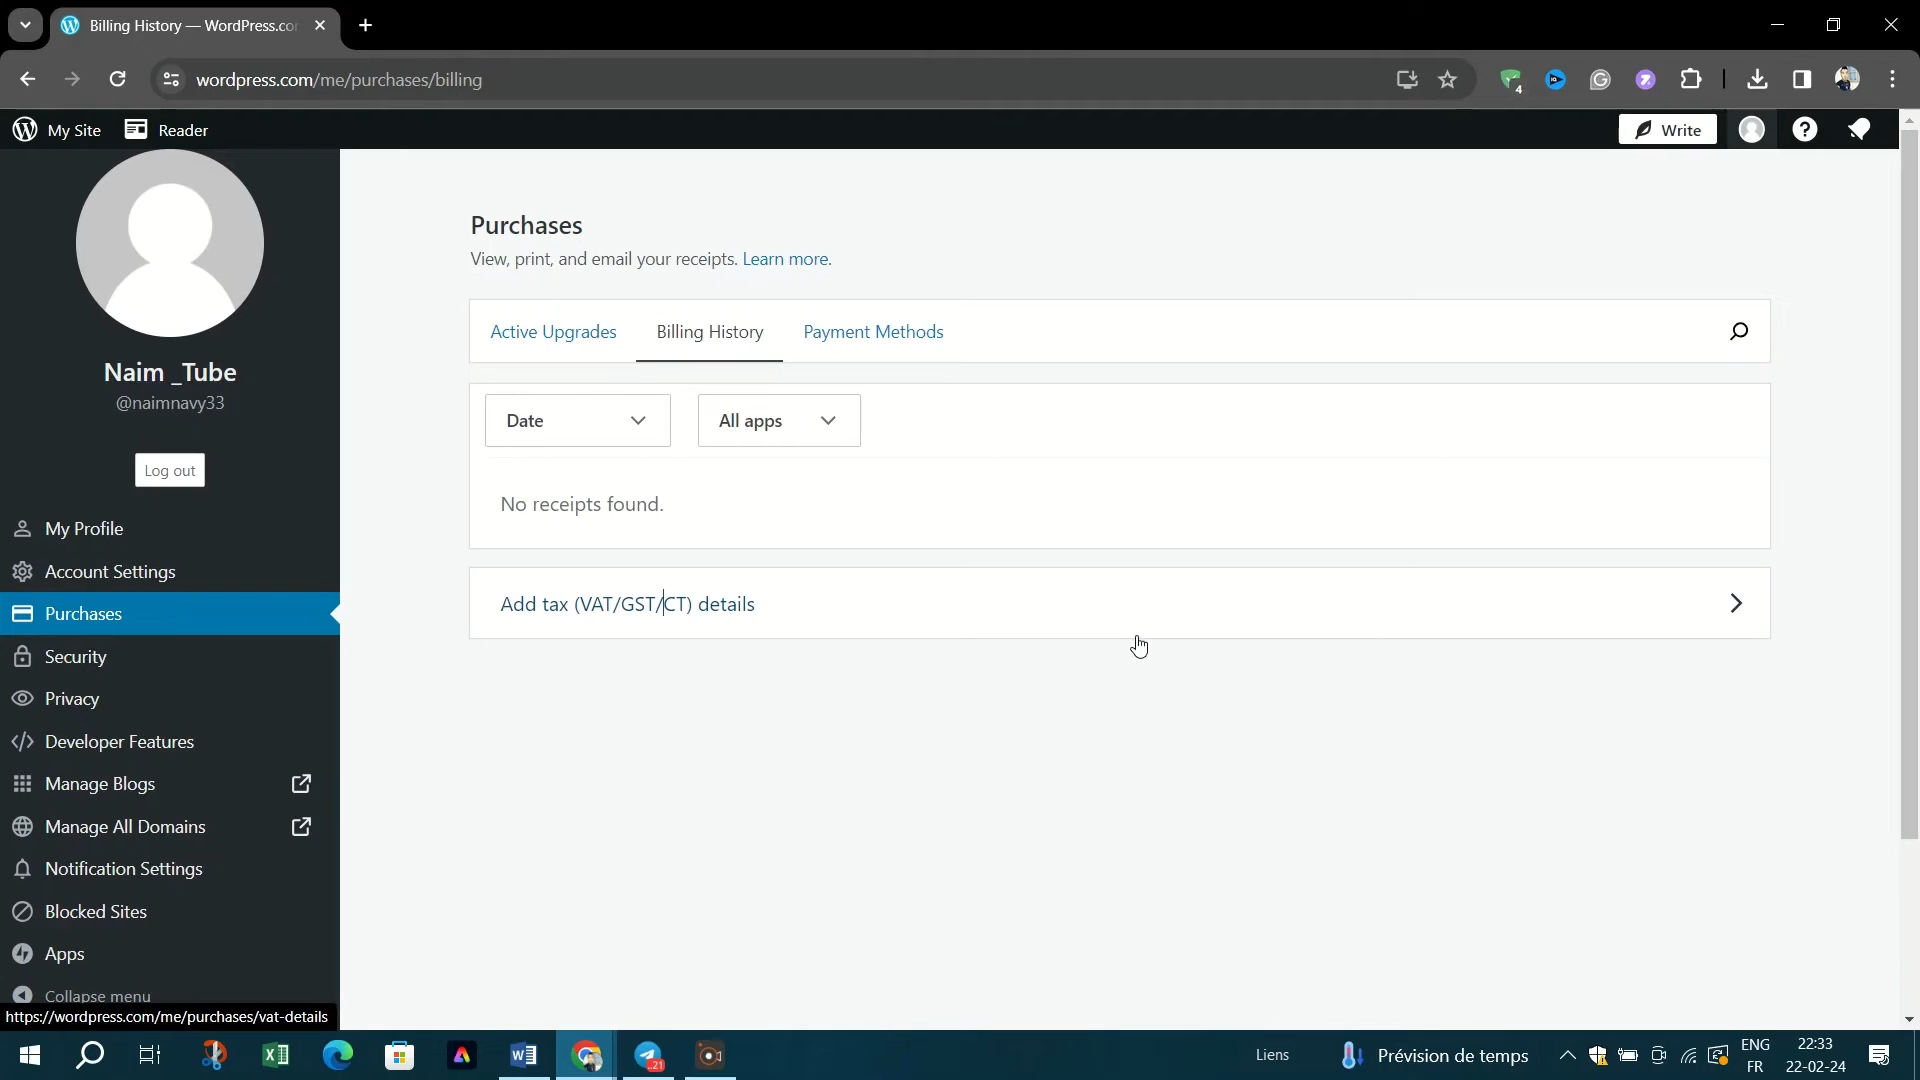 Billing History — WordPress.co
wordpress.com/me/purchases/billing
4
My Site
Reader
Write
Naim _Tube
@naimnavy33
Log out
My Profile
Account Settings
Purchases
Security
Privacy
Developer Features
Manage Blogs
Manage All Domains
Notification Settings
Blocked Sites
Apps
Collapse menu
https://wordpress.com/me/purchases/vat-details
Purchases
View, print, and email your receipts. Learn more.
Active Upgrades
Billing History
Payment Methods
Date
All apps
No receipts found.
Add tax (VAT/GST/CT) details
21
Liens
Prévision de temps
ENG
FR
22:33
22-02-24